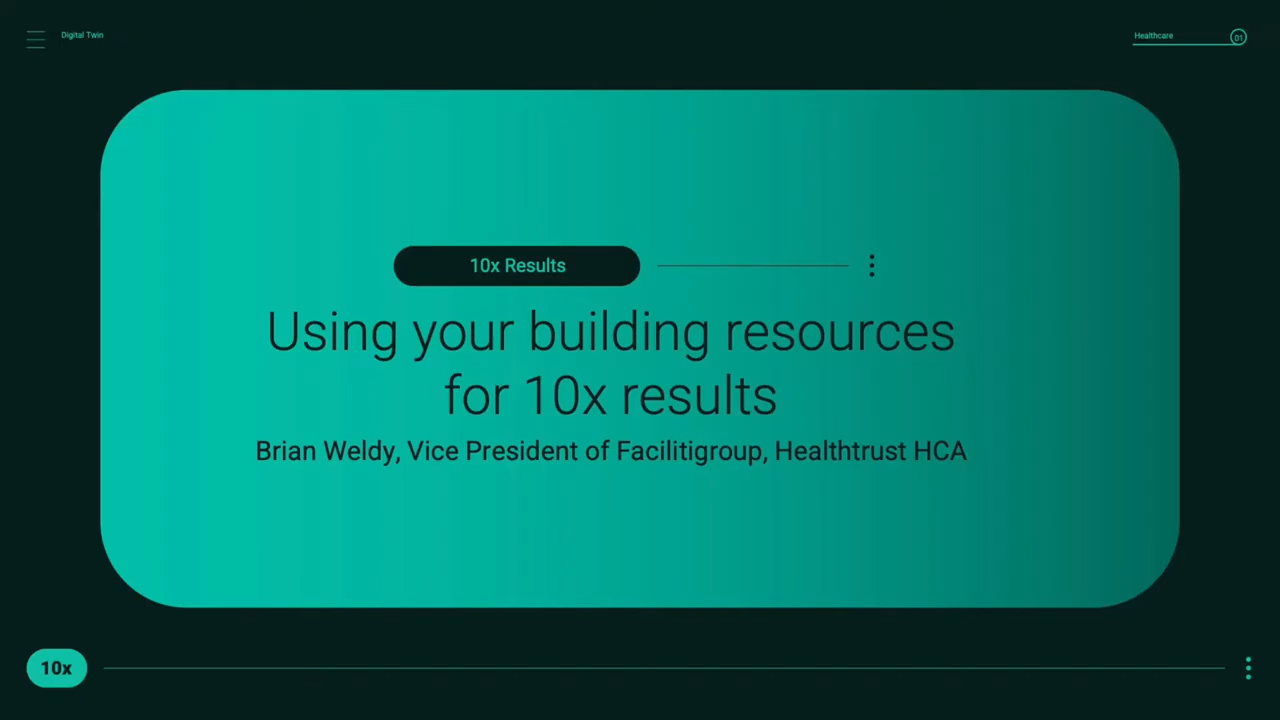 Digital Twin
Healthcare
01
10x Results
Using your building resources
for 10x results
Brian Weldy, Vice President of Facilitigroup, Healthtrust HCA
10x